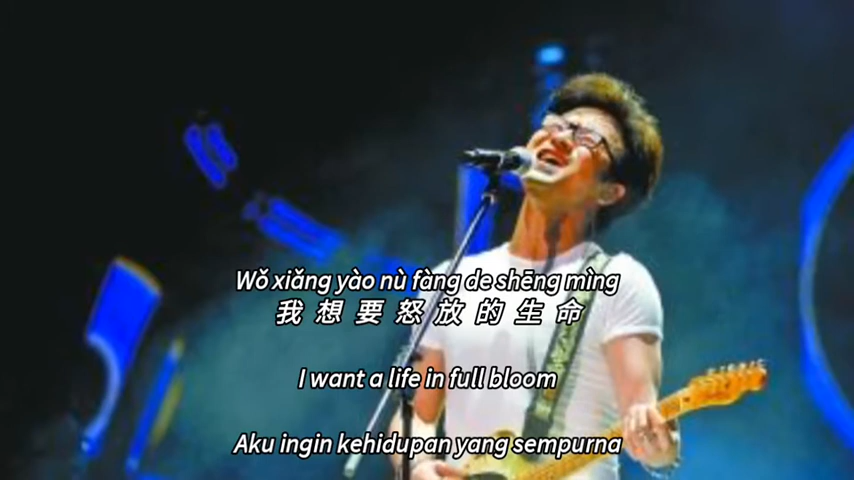 Wǒ xiǎng yào nù fàng de shēng mìng
我想要怒放的生命
I want a life in full bloom
Aku ingin kehidupan yang sempurna